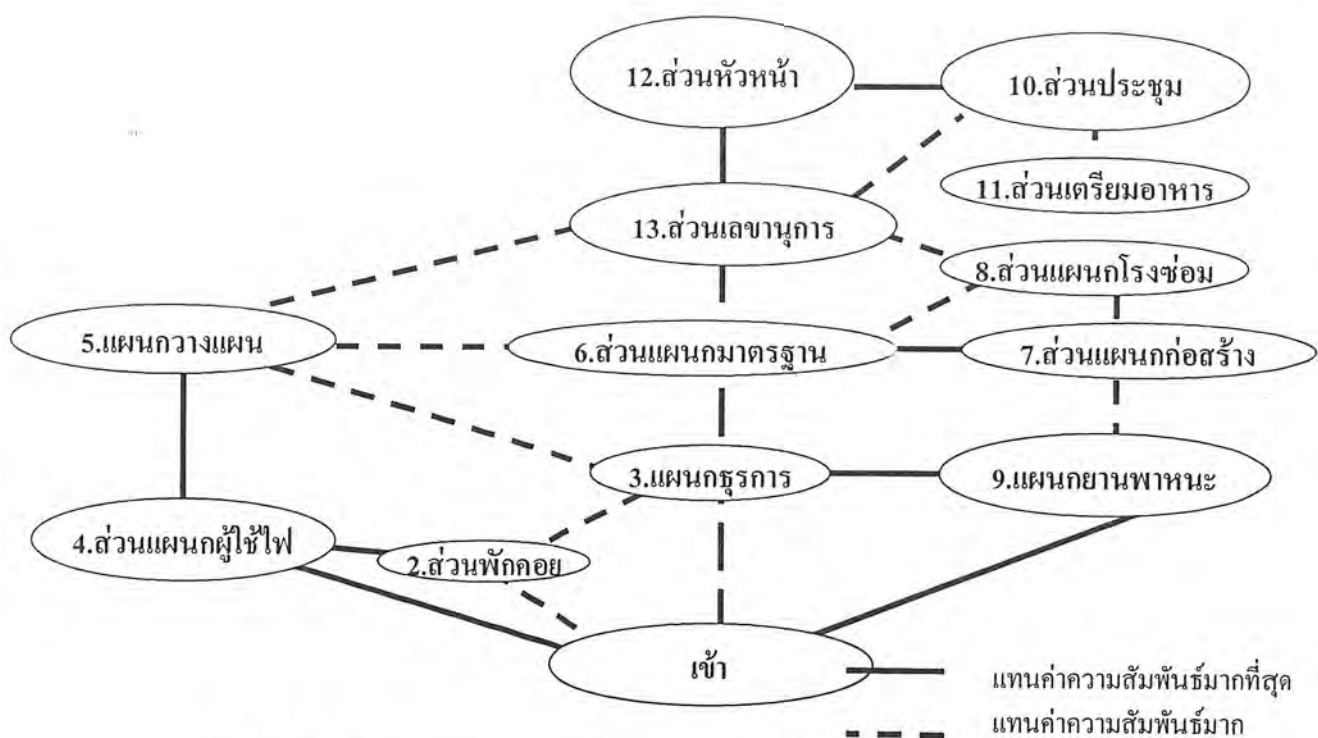 12.ส่วนหัวหน้า
10.ส่วนประชุม
11.ส่วนเตรียมอาหาร
13.ส่วนเลขานุการ
8.ส่วนแผนกโรงซ่อม
5.แผนกวางแผน
6.ส่วนแผนกมาตรฐาน
7.ส่วนแผนกก่อสร้าง
3.แผนกธุรการ
9.แผนกยานพาหนะ
4.ส่วนแผนกผู้ใช้ไฟ
2.ส่วนพักคอย
เข้า
แทนค่าความสัมพันธ์มากที่สุด
แทนค่าความสัมพันธ์มาก